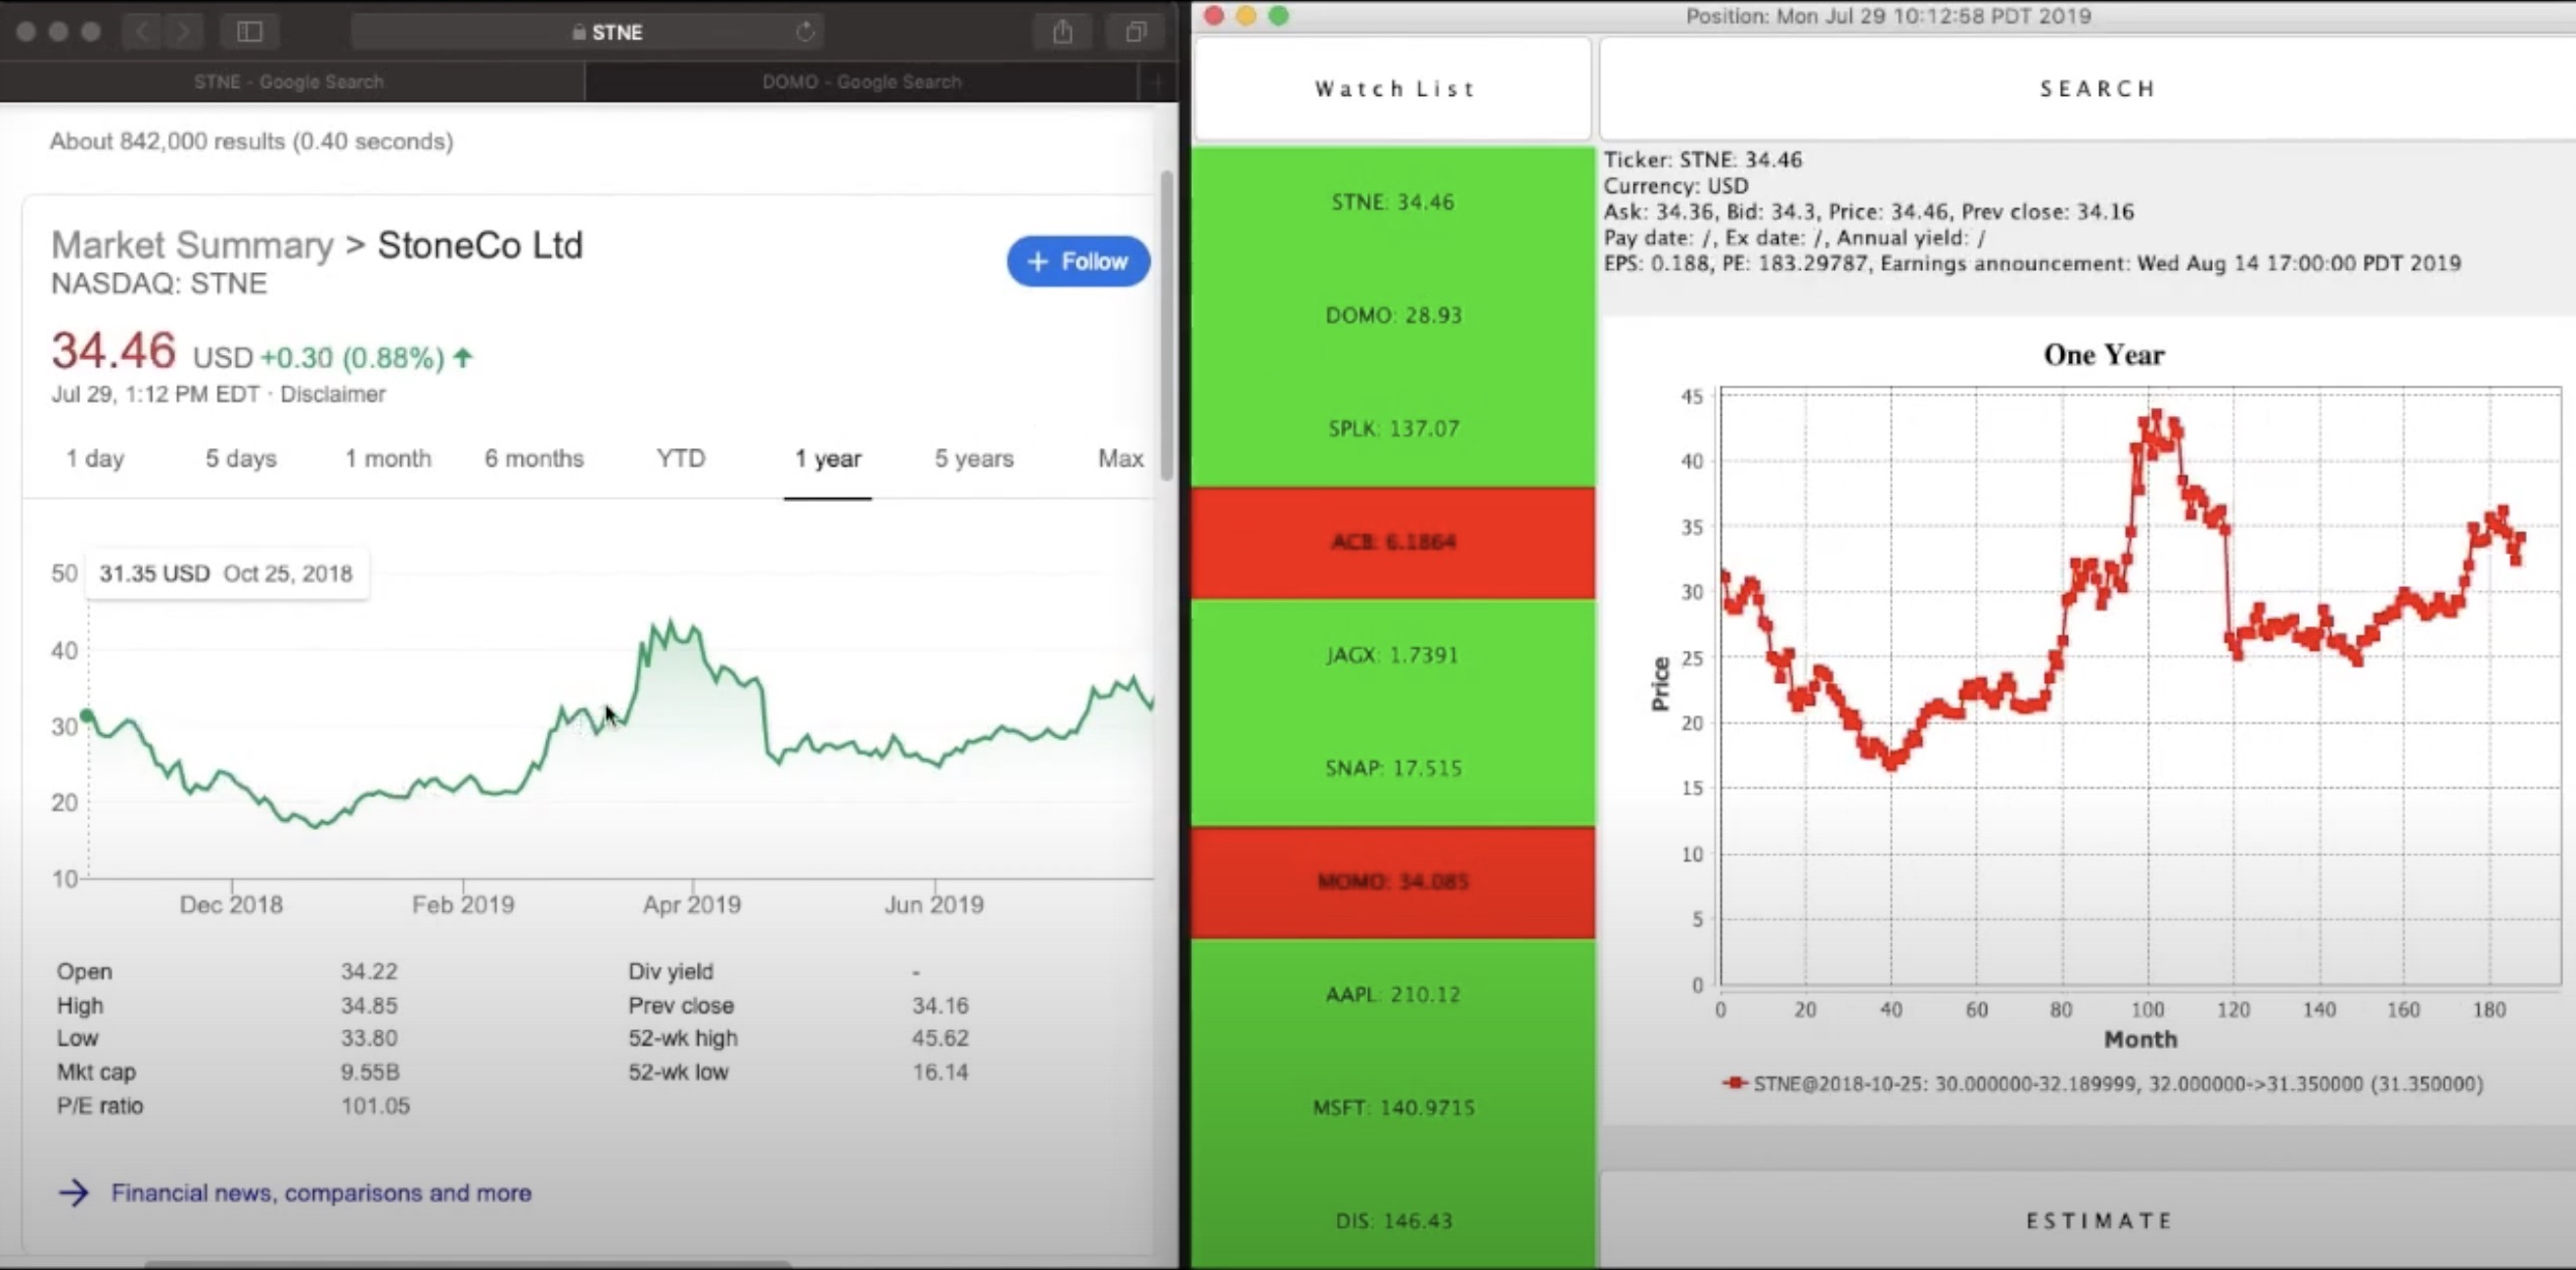 STNE
STNE - Google Search
DOMO - Google Search
+
About 842,000 results (0.40 seconds)
Market Summary > StoneCo Ltd
NASDAQ: STNE
+ Follow
34.46 USD +0.30 (0.88%) ↑
Jul 29, 1:12 PM EDT · Disclaimer
1 day 5 days 1 month 6 months YTD 1 year 5 years Max
50
31.35 USD Oct 25, 2018
40
30
20
10
Dec 2018 Feb 2019 Apr 2019 Jun 2019
Open 34.22 Div yield -
High 34.85 Prev close 34.16
Low 33.80 52-wk high 45.62
Mkt cap 9.55B 52-wk low 16.14
P/E ratio 101.05
→ Financial news, comparisons and more
Position: Mon Jul 29 10:12:58 PDT 2019
Watch List
STNE: 34.46
DOMO: 28.93
SPLK: 137.07
ACB: 6.1864
JAGX: 1.7391
SNAP: 17.515
MOMO: 34.085
AAPL: 210.12
MSFT: 140.9715
DIS: 146.43
SEARCH
Ticker: STNE: 34.46
Currency: USD
Ask: 34.36, Bid: 34.3, Price: 34.46, Prev close: 34.16
Pay date: /, Ex date: /, Annual yield: /
EPS: 0.188, PE: 183.29787, Earnings announcement: Wed Aug 14 17:00:00 PDT 2019
One Year
45
40
35
30
25
20
15
10
5
0
Price
0 20 40 60 80 100 120 140 160 180
Month
STNE@2018-10-25: 30.000000-32.189999, 32.000000->31.350000 (31.350000)
ESTIMATE